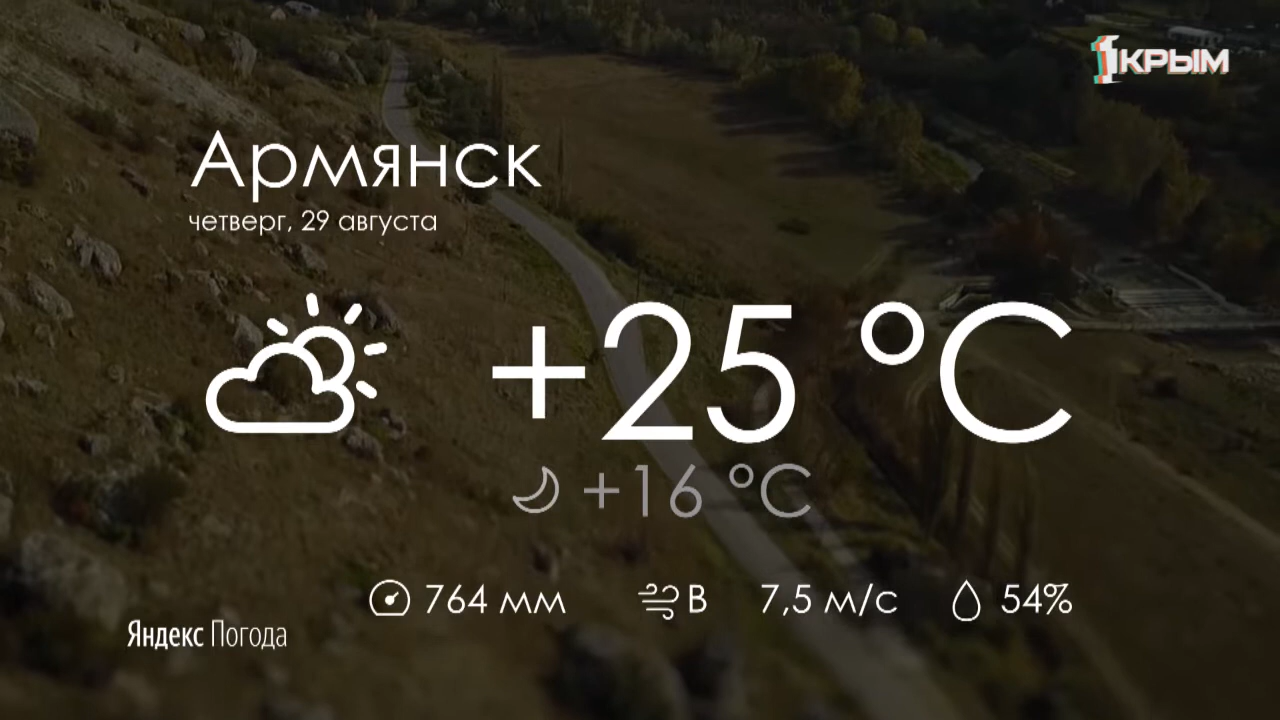 1КРЫМ
Армянск
четверг, 29 августа
+25 °C
+16 °C
764 мм В 7,5 м/с 54%
Яндекс Погода